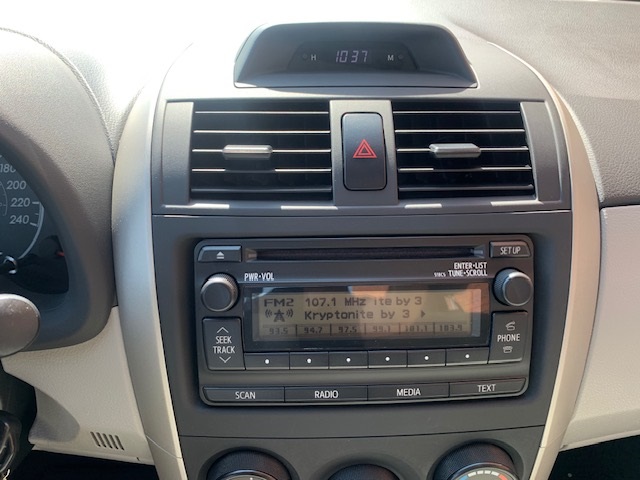 H 10:37 M
180
200
220
240
SET UP
PWR•VOL
ENTER•LIST
518C5 TUNE•SCROLL
FM2 107.1 MHz ite by 3
Kryptonite by 3
93.5 94.7 97.5 99.1 101.3 103.9
SEEK
TRACK
PHONE
SCAN RADIO MEDIA TEXT